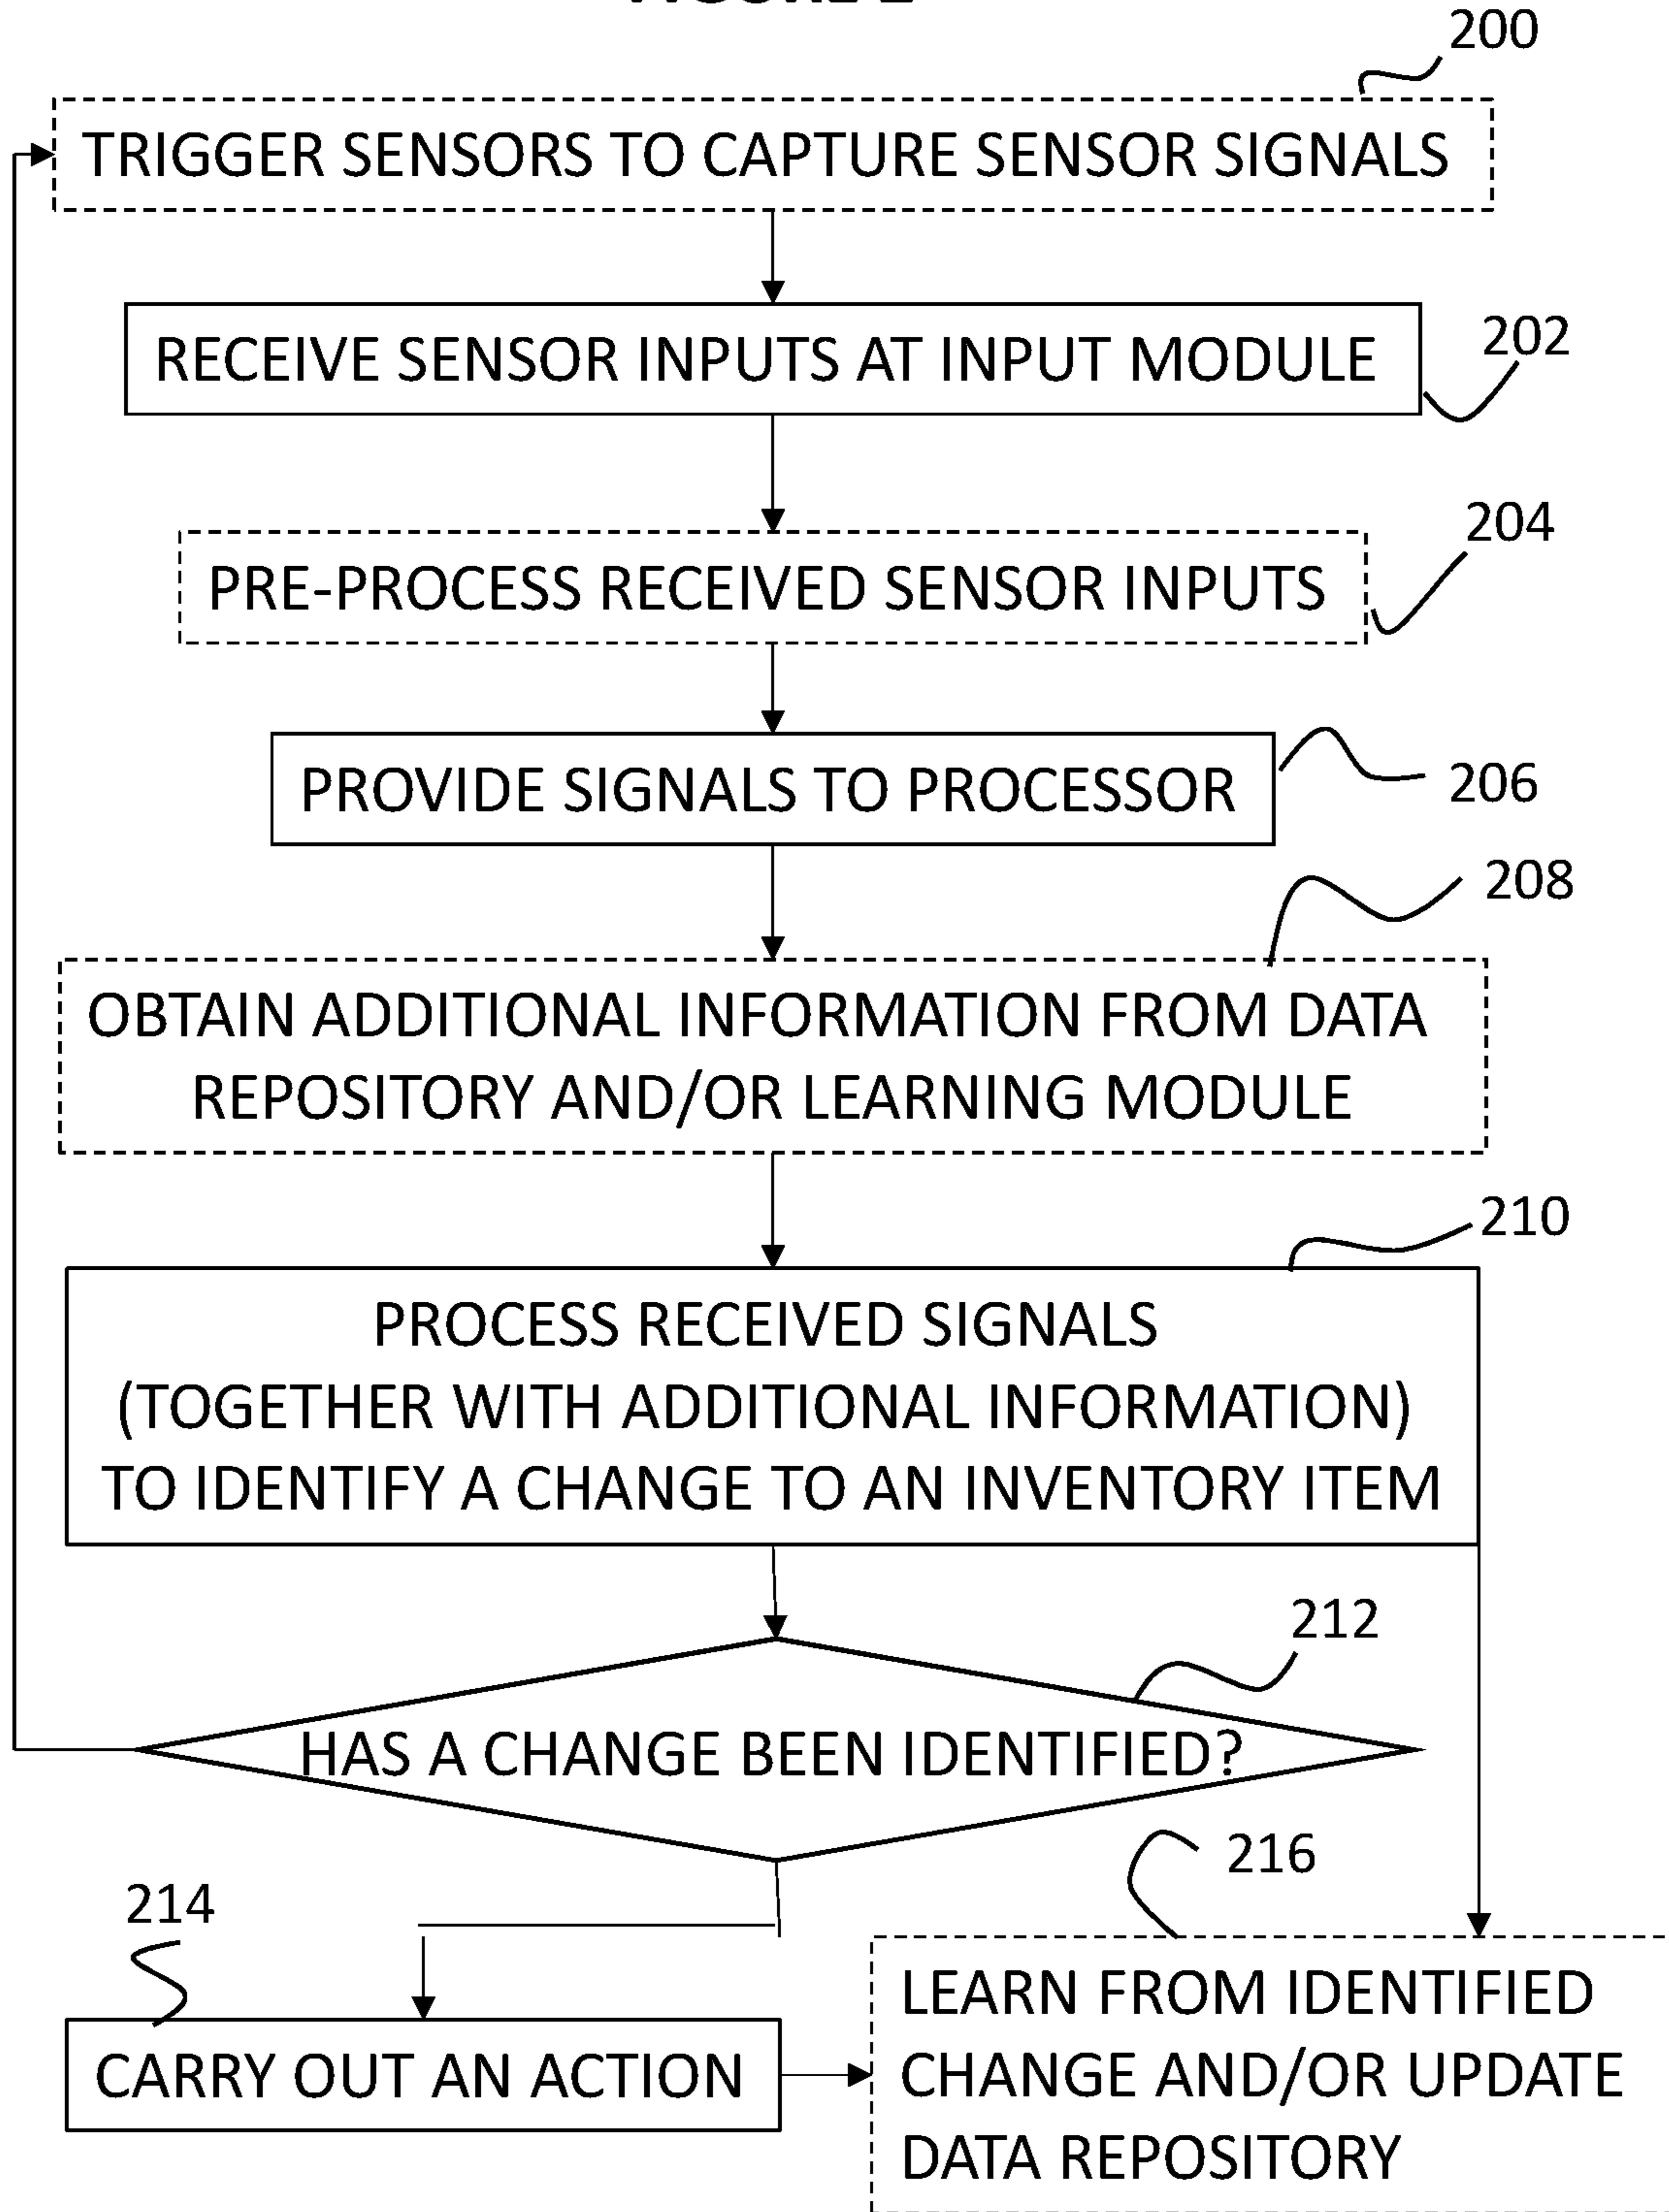 200
TRIGGER SENSORS TO CAPTURE SENSOR SIGNALS
202
RECEIVE SENSOR INPUTS AT INPUT MODULE
204
PRE-PROCESS RECEIVED SENSOR INPUTS
206
PROVIDE SIGNALS TO PROCESSOR
208
OBTAIN ADDITIONAL INFORMATION FROM DATA
REPOSITORY AND/OR LEARNING MODULE
210
PROCESS RECEIVED SIGNALS
(TOGETHER WITH ADDITIONAL INFORMATION)
TO IDENTIFY A CHANGE TO AN INVENTORY ITEM
212
HAS A CHANGE BEEN IDENTIFIED?
214
CARRY OUT AN ACTION
216
LEARN FROM IDENTIFIED
CHANGE AND/OR UPDATE
DATA REPOSITORY